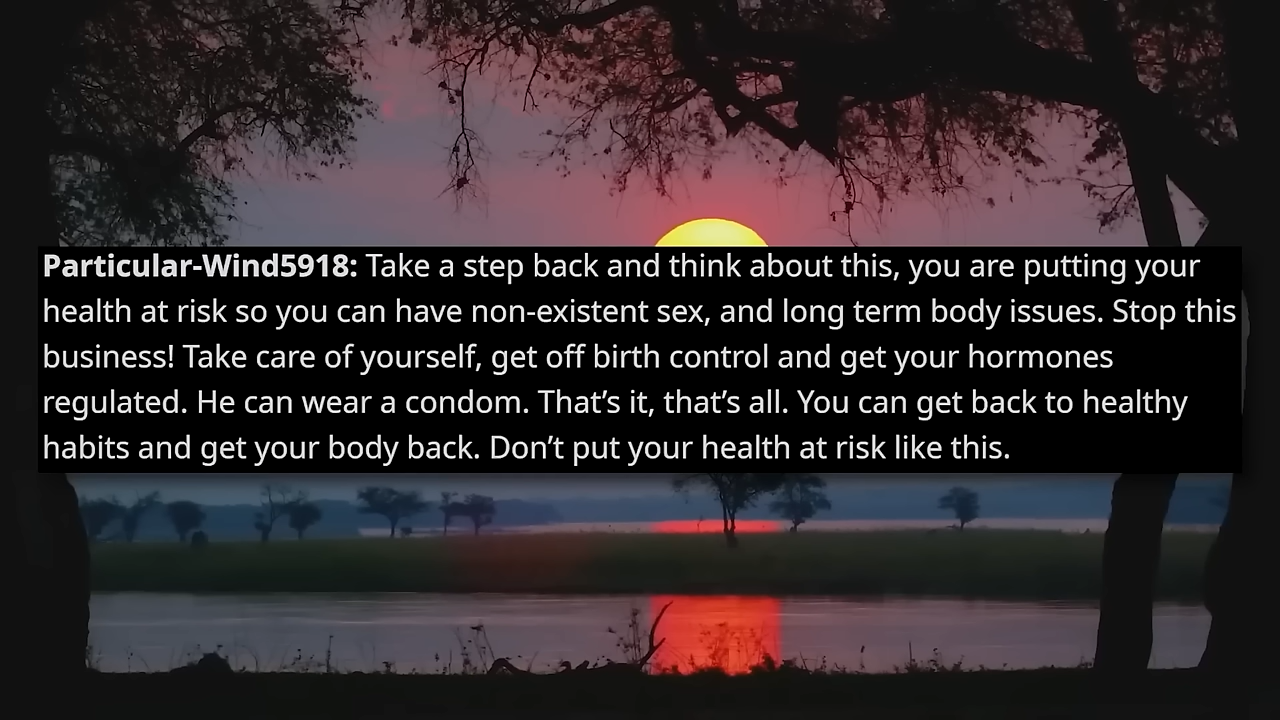 Particular-Wind5918: Take a step back and think about this, you are putting your
health at risk so you can have non-existent sex, and long term body issues. Stop this
business! Take care of yourself, get off birth control and get your hormones
regulated. He can wear a condom. That’s it, that’s all. You can get back to healthy
habits and get your body back. Don’t put your health at risk like this.